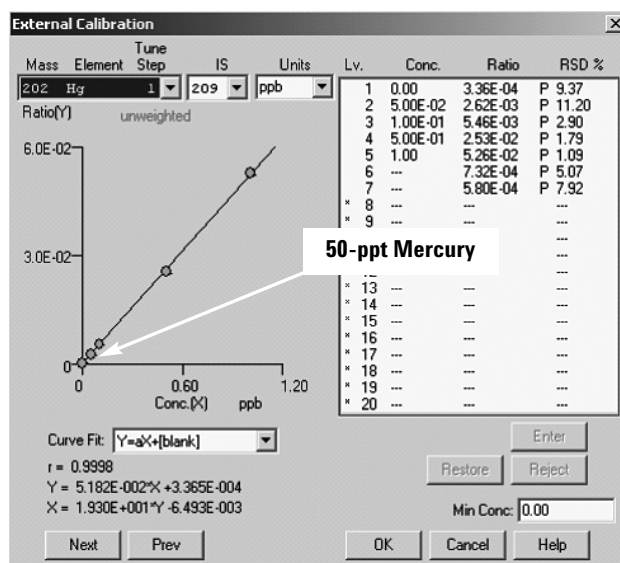 External Calibration
Mass Element Tune Step IS Units
202 Hg 1 209 ppb
Ratio(Y) unweighted
6.0E-02
3.0E-02
0
0 0.60 1.20
Conc.(X) ppb
50-ppt Mercury
Lv. Conc. Ratio RSD %
1 0.00 3.36E-04 P 9.37
2 5.00E-02 2.62E-03 P 11.20
3 1.00E-01 5.46E-03 P 2.90
4 5.00E-01 2.53E-02 P 1.79
5 1.00 5.26E-02 P 1.09
6 --- 7.32E-04 P 5.07
7 --- 5.80E-04 P 7.92
* 8 --- --- ---
* 9 --- --- ---
---
---
12 --- --- ---
* 13 --- --- ---
* 14 --- --- ---
* 15 --- --- ---
* 16 --- --- ---
* 17 --- --- ---
* 18 --- --- ---
* 19 --- --- ---
* 20 --- --- ---
Curve Fit: Y=aX+[blank]
r = 0.9998
Y = 5.182E-002*X +3.365E-004
X = 1.930E+001*Y -6.493E-003
Enter
Restore Reject
Min Conc: 0.00
Next Prev OK Cancel Help